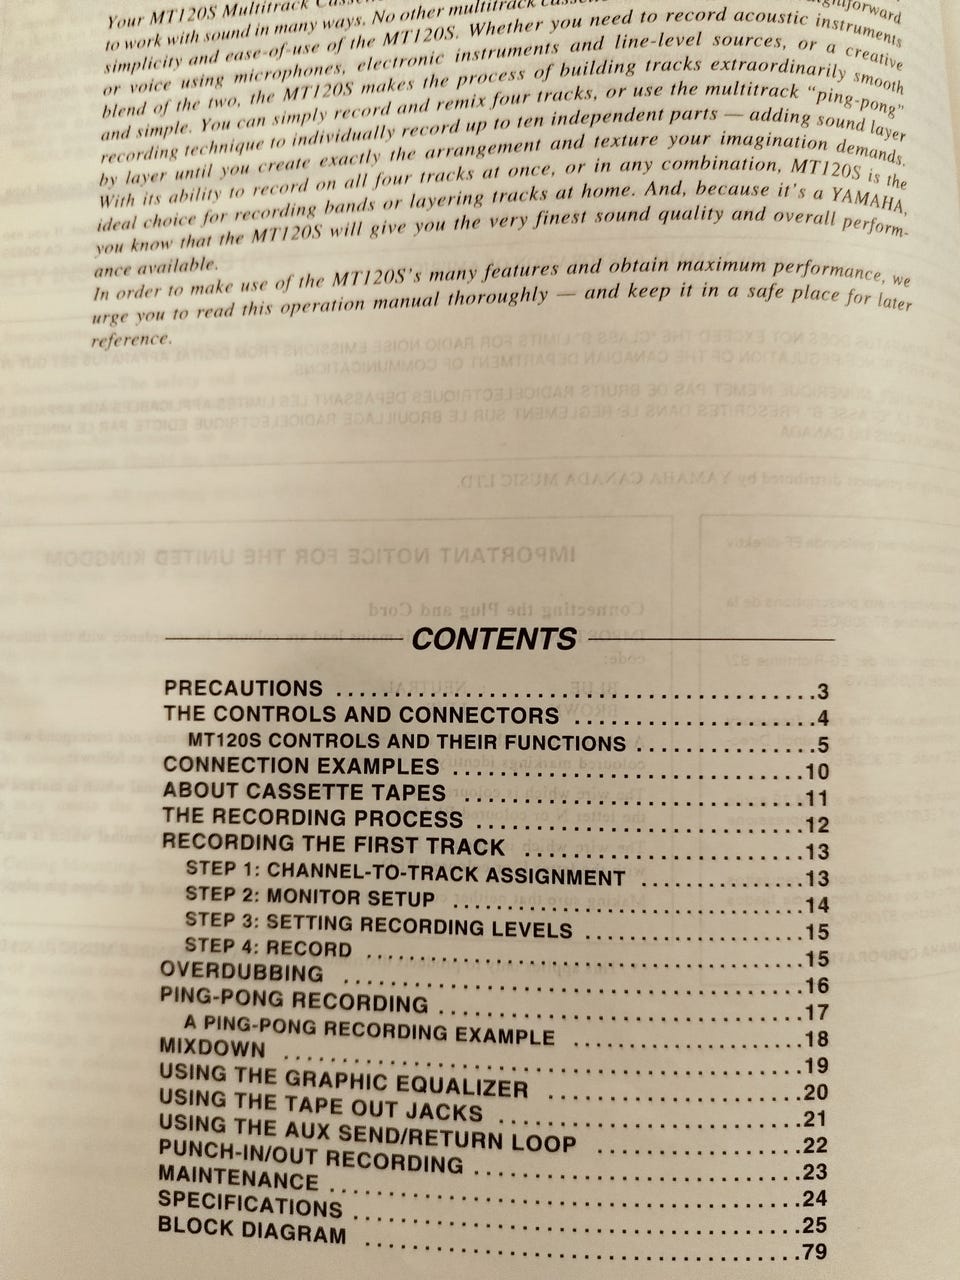 Your MT120S Multitrack
to work with sound in many ways. No other multitrack
simplicity and ease-of-use of the MT120S. Whether you need to record acoustic instruments
or voice using microphones, electronic instruments and line-level sources, or a creative
blend of the two, the MT120S makes the process of building tracks extraordinarily smooth
and simple. You can simply record and remix four tracks, or use the multitrack “ping-pong”
recording technique to individually record up to ten independent parts — adding sound layer
by layer until you create exactly the arrangement and texture your imagination demands.
With its ability to record on all four tracks at once, or in any combination, MT120S is the
ideal choice for recording bands or layering tracks at home. And, because it's a YAMAHA,
you know that the MT120S will give you the very finest sound quality and overall perform-
ance available.
In order to make use of the MT120S's many features and obtain maximum performance, we
urge you to read this operation manual thoroughly — and keep it in a safe place for later
reference.
CONTENTS
PRECAUTIONS ........................................3
THE CONTROLS AND CONNECTORS .....................4
MT120S CONTROLS AND THEIR FUNCTIONS ...............5
CONNECTION EXAMPLES ..............................10
ABOUT CASSETTE TAPES .............................11
THE RECORDING PROCESS ...........................12
RECORDING THE FIRST TRACK .......................13
STEP 1: CHANNEL-TO-TRACK ASSIGNMENT .............13
STEP 2: MONITOR SETUP ............................14
STEP 3: SETTING RECORDING LEVELS .................15
STEP 4: RECORD ...................................15
OVERDUBBING ......................................16
PING-PONG RECORDING .............................17
A PING-PONG RECORDING EXAMPLE ...................18
MIXDOWN .........................................19
USING THE GRAPHIC EQUALIZER .....................20
USING THE TAPE OUT JACKS .........................21
USING THE AUX SEND/RETURN LOOP .................22
PUNCH-IN/OUT RECORDING ..........................23
MAINTENANCE .....................................24
SPECIFICATIONS ...................................25
BLOCK DIAGRAM ...................................79